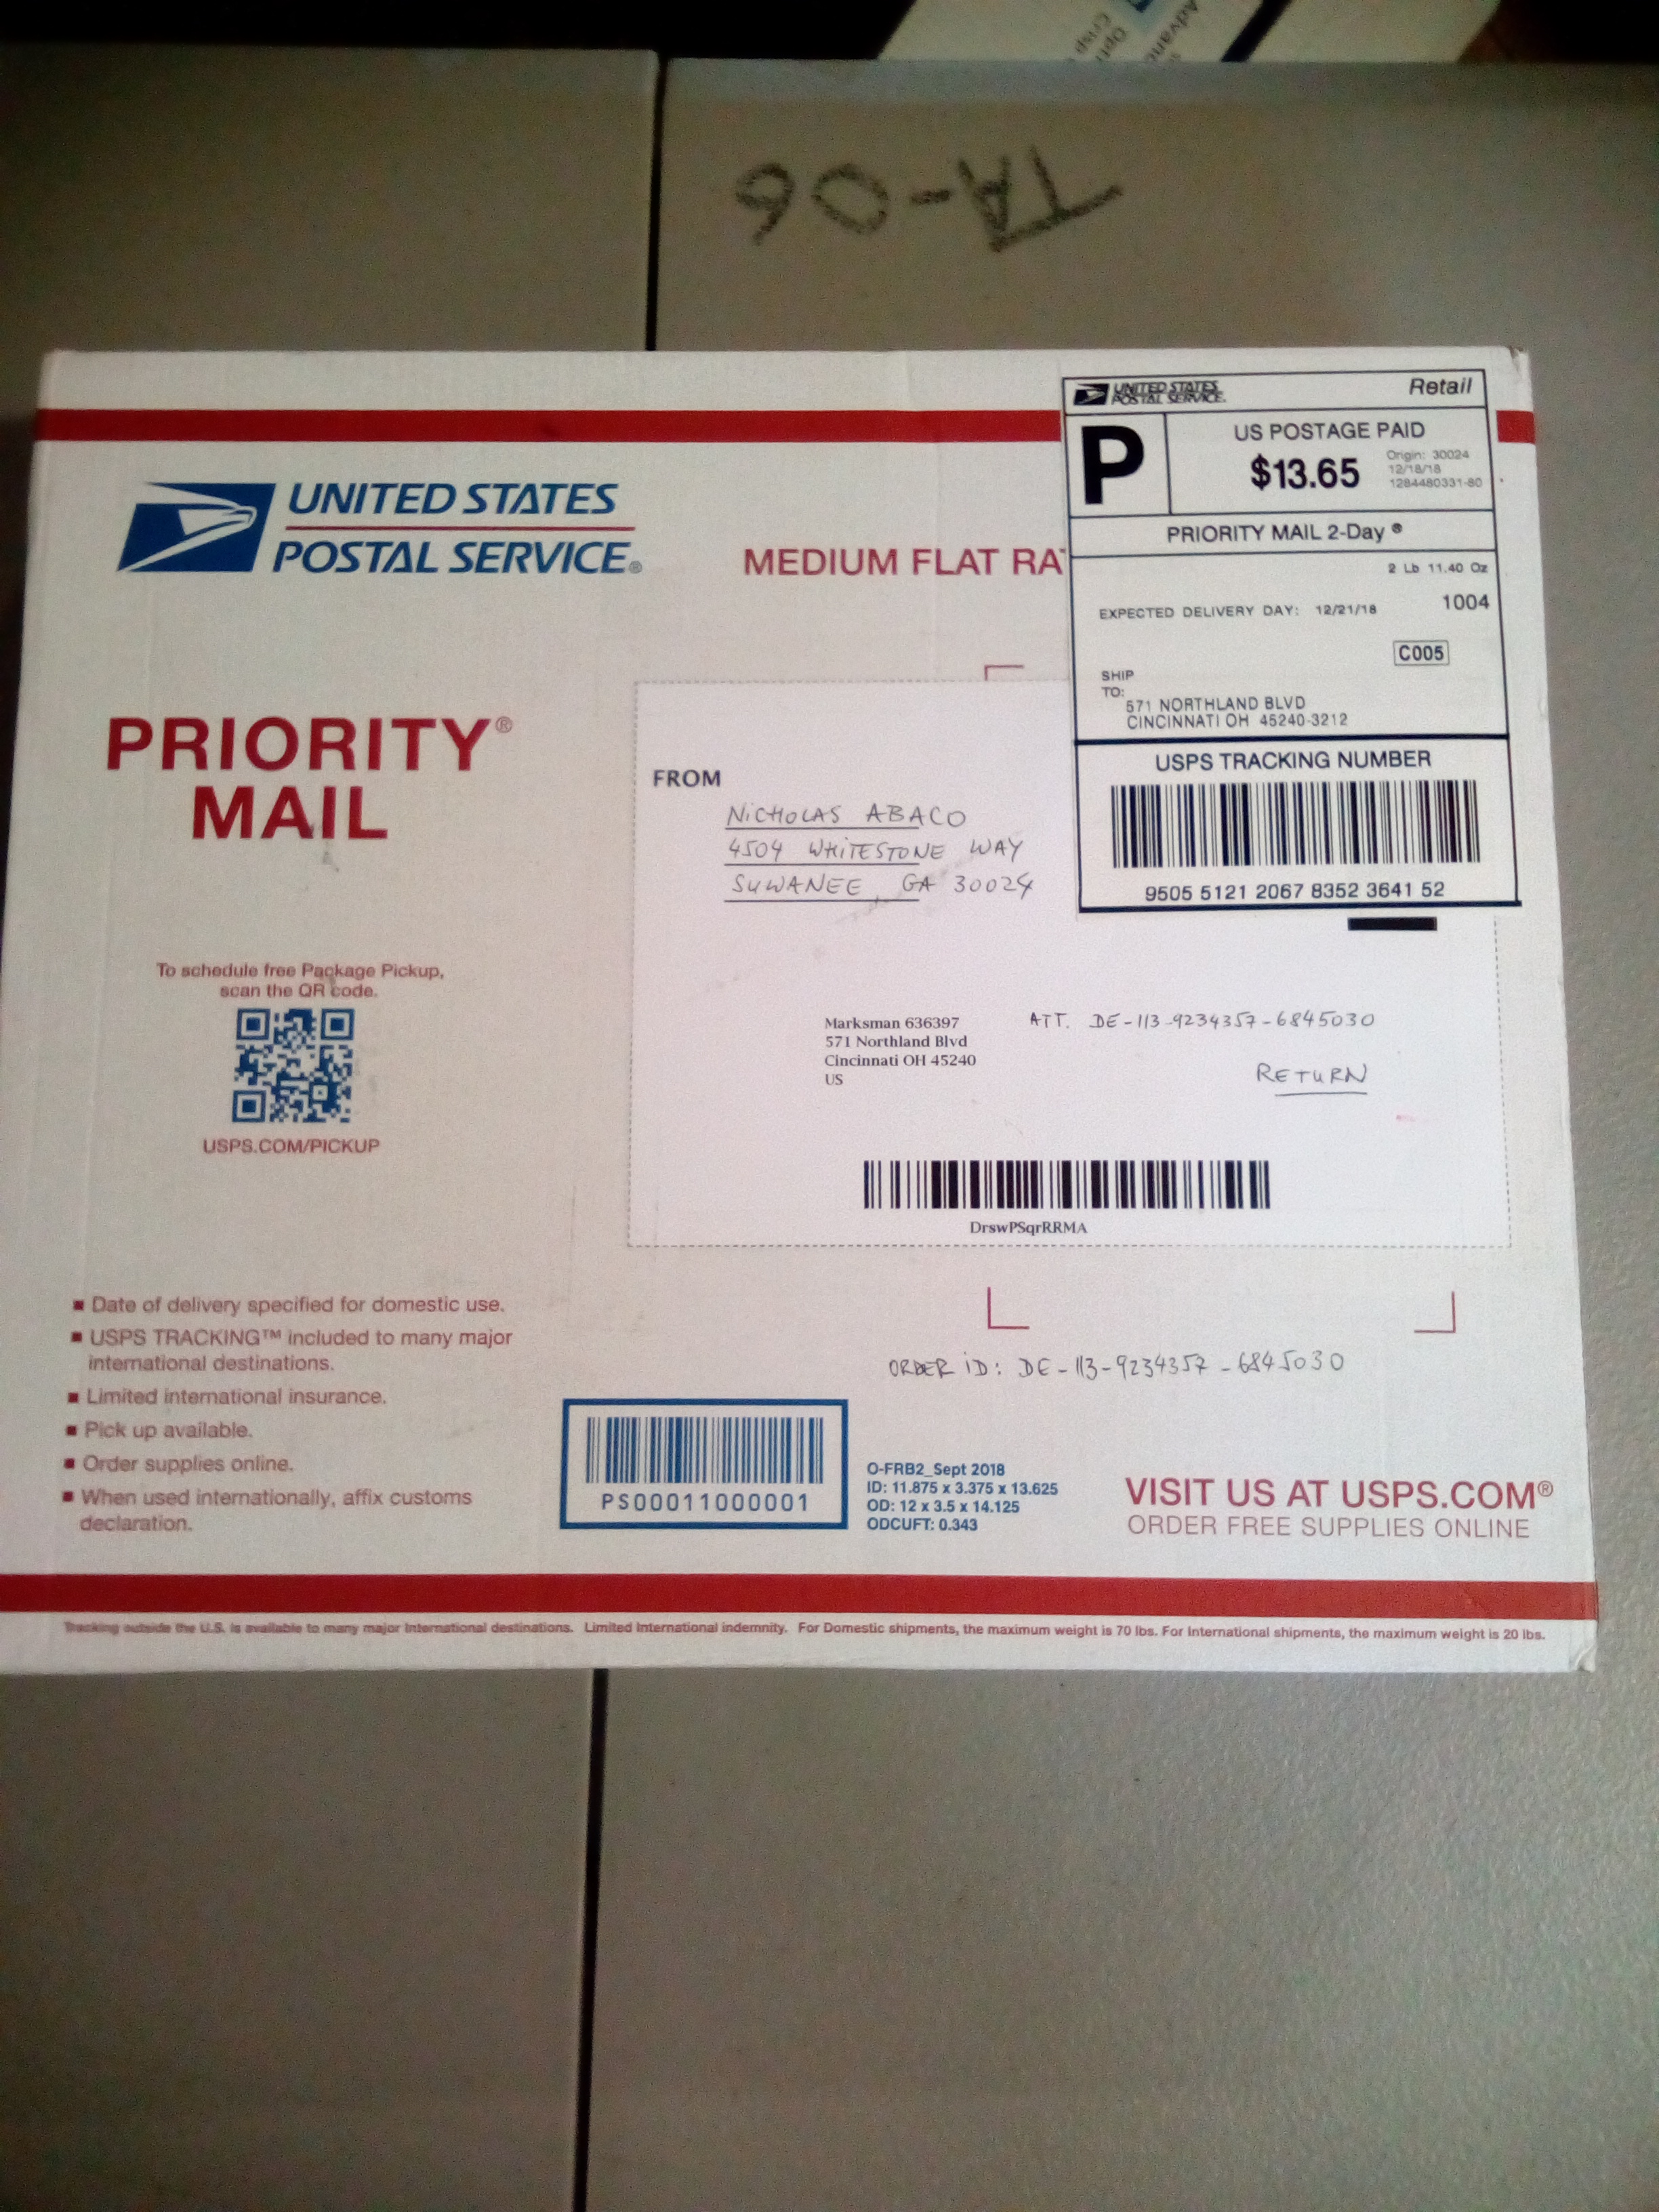 Advan
Opti
Crisp
TA-06
UNITED STATES
POSTAL SERVICE®
MEDIUM FLAT RA
UNITED STATES
POSTAL SERVICE.
Retail
P
US POSTAGE PAID
$13.65
Origin: 30024
12/18/18
1284480331-80
PRIORITY MAIL 2-Day ®
2 Lb 11.40 Oz
1004
EXPECTED DELIVERY DAY: 12/21/18
C005
SHIP
TO:
571 NORTHLAND BLVD
CINCINNATI OH 45240-3212
USPS TRACKING NUMBER
9505 5121 2067 8352 3641 52
PRIORITY®
MAIL
FROM
NICHOLAS ABACO
4504 WHITESTONE WAY
SUWANEE, GA 30024
To schedule free Package Pickup,
scan the QR code.
USPS.COM/PICKUP
Marksman 636397
571 Northland Blvd
Cincinnati OH 45240
US
ATT. DE-113-9234357-6845030
RETURN
DrswPSqrRRMA
Date of delivery specified for domestic use.
USPS TRACKING™ included to many major
international destinations.
Limited international insurance.
Pick up available.
Order supplies online.
When used internationally, affix customs
declaration.
ORDER ID: DE-113-9234357-6845030
PS00011000001
O-FRB2_Sept 2018
ID: 11.875 x 3.375 x 13.625
OD: 12 x 3.5 x 14.125
ODCUFT: 0.343
VISIT US AT USPS.COM®
ORDER FREE SUPPLIES ONLINE
Tracking outside the U.S. is available to many major international destinations. Limited International indemnity. For Domestic shipments, the maximum weight is 70 lbs. For International shipments, the maximum weight is 20 lbs.